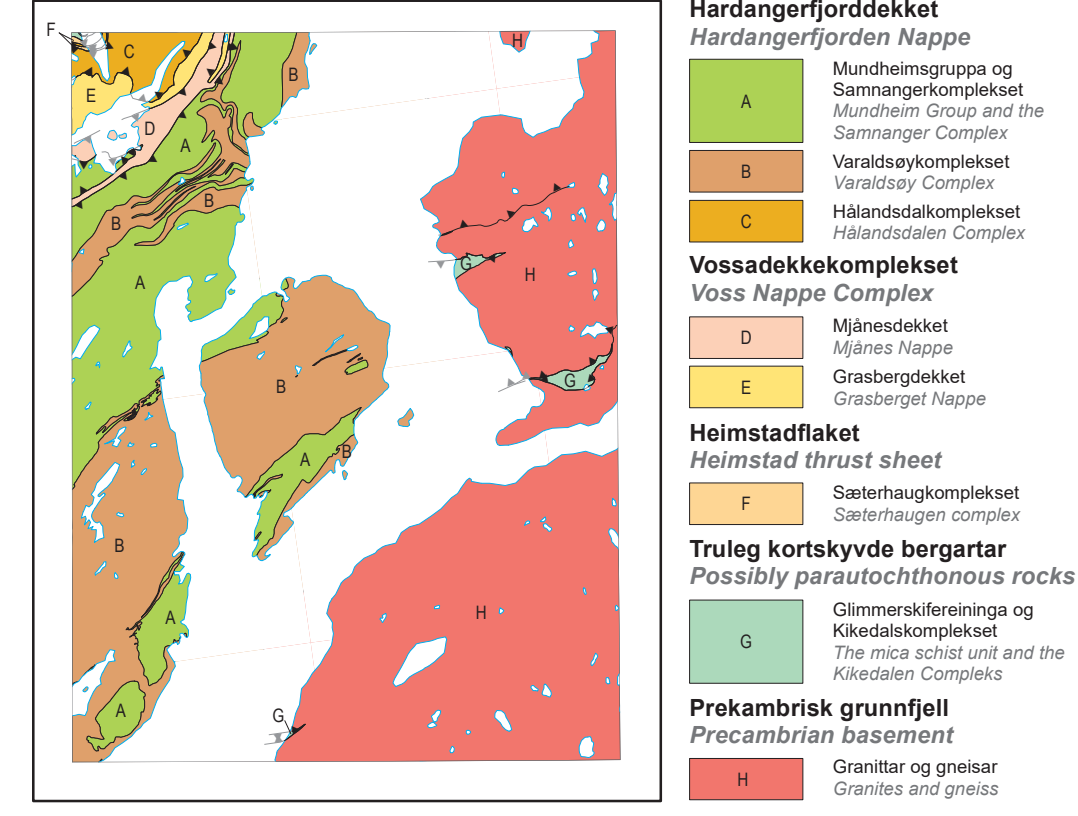 F
C
E
D
A
B
B
B
A
H
G
H
G
B
A
B
B
A
A
G
H
Hardangerfjorddekket
Hardangerfjorden Nappe
A
Mundheimsgruppa og
Samnangerkomplekset
Mundheim Group and the
Samnanger Complex
B
Varaldsøykomplekset
Varaldsøy Complex
C
Hålandsdalkomplekset
Hålandsdalen Complex
Vossadekkekomplekset
Voss Nappe Complex
D
Mjånesdekket
Mjånes Nappe
E
Grasbergdekket
Grasberget Nappe
Heimstadflaket
Heimstad thrust sheet
F
Sæterhaugkomplekset
Sæterhaugen complex
Truleg kortskyvde bergartar
Possibly parautochthonous rocks
G
Glimmerskifereininga og
Kikedalskomplekset
The mica schist unit and the
Kikedalen Compleks
Prekambrisk grunnfjell
Precambrian basement
H
Granittar og gneisar
Granites and gneiss